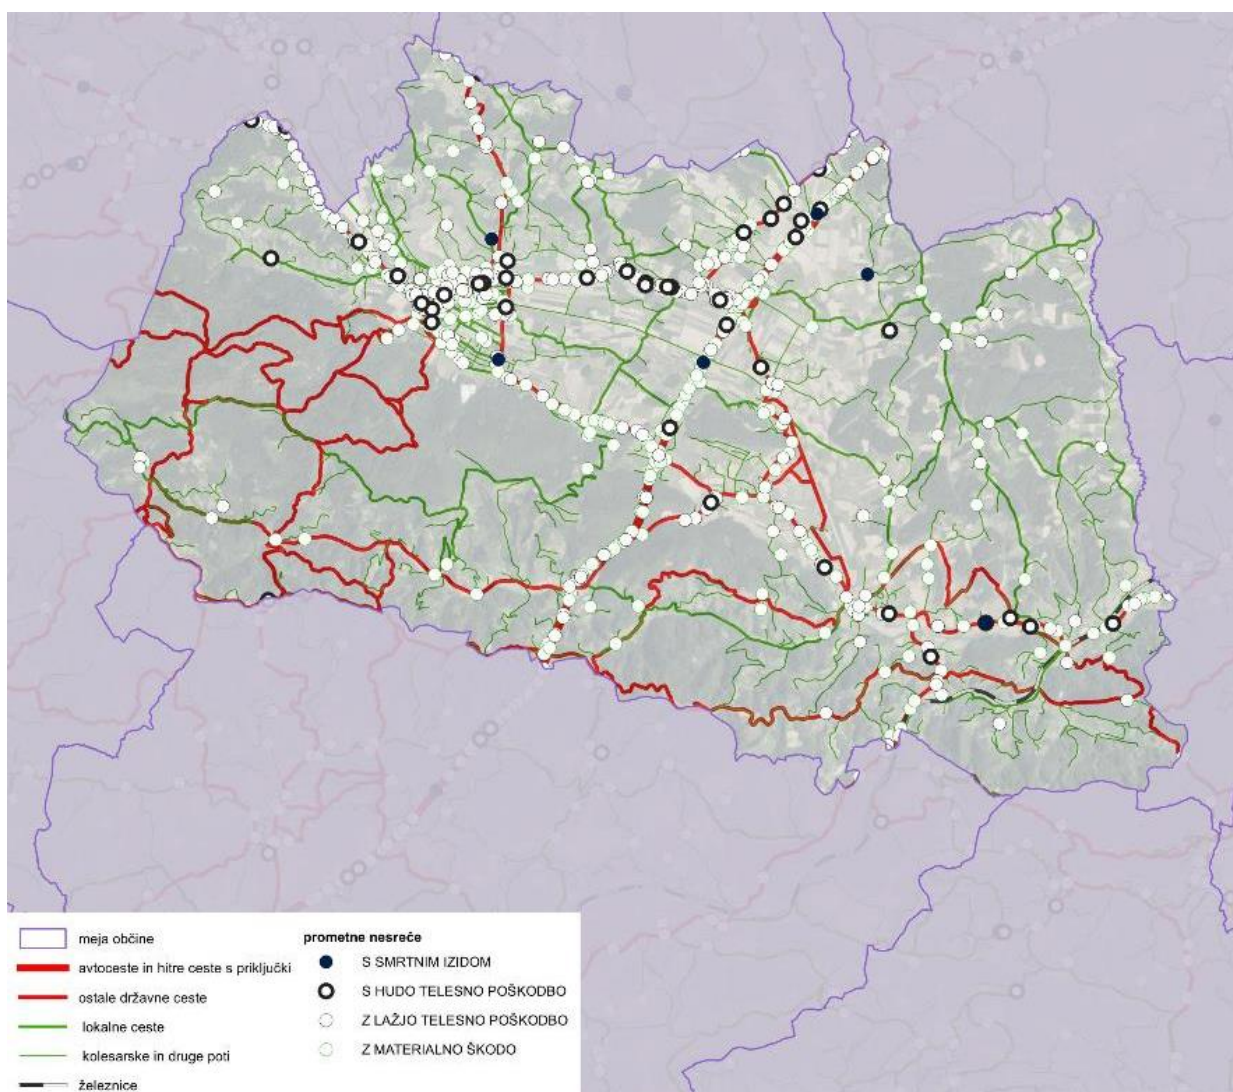 meja občine
avtoceste in hitre ceste s priključki
ostale državne ceste
lokalne ceste
kolesarske in druge poti
železnice
prometne nesreče
S SMRTNIM IZIDOM
S HUDO TELESNO POŠKODBO
Z LAŽJO TELESNO POŠKODBO
Z MATERIALNO ŠKODO